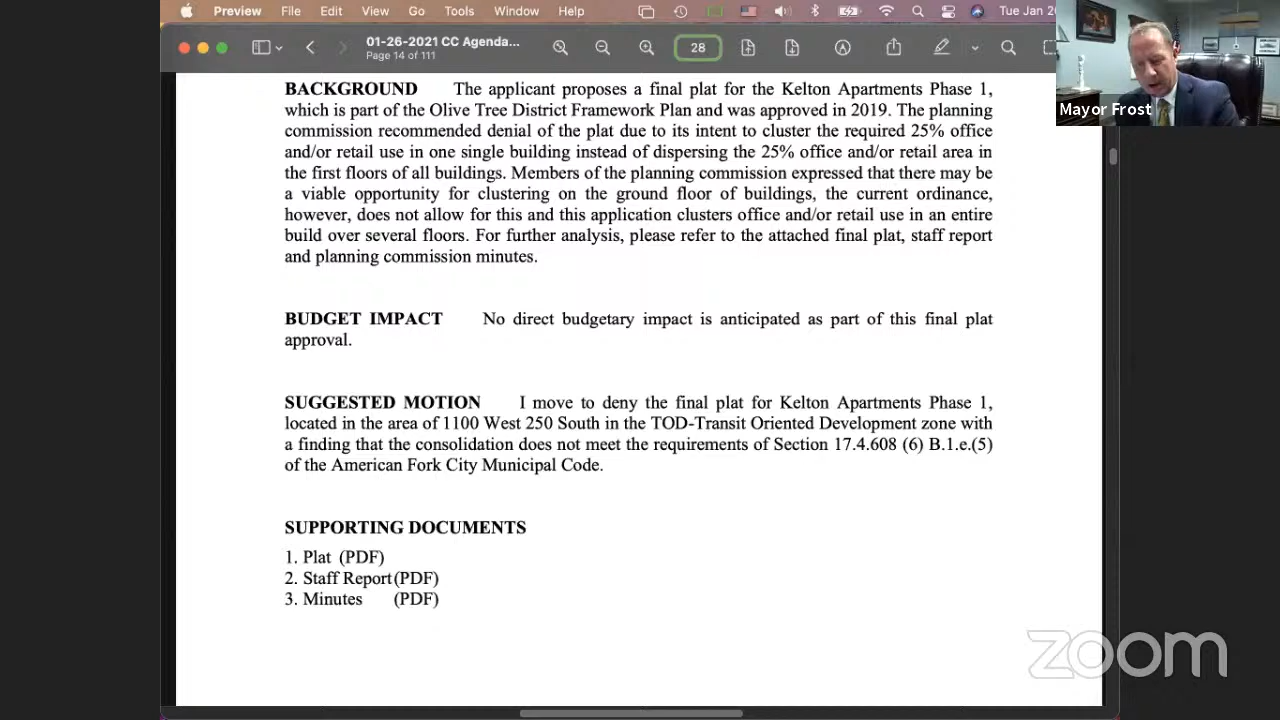 Preview File Edit View Go Tools Window Help Tue Jan 2
01-26-2021 CC Agenda...
Page 14 of 111
28
Mayor Frost
BACKGROUND The applicant proposes a final plat for the Kelton Apartments Phase 1,
which is part of the Olive Tree District Framework Plan and was approved in 2019. The planning
commission recommended denial of the plat due to its intent to cluster the required 25% office
and/or retail use in one single building instead of dispersing the 25% office and/or retail area in
the first floors of all buildings. Members of the planning commission expressed that there may be
a viable opportunity for clustering on the ground floor of buildings, the current ordinance,
however, does not allow for this and this application clusters office and/or retail use in an entire
build over several floors. For further analysis, please refer to the attached final plat, staff report
and planning commission minutes.
BUDGET IMPACT No direct budgetary impact is anticipated as part of this final plat
approval.
SUGGESTED MOTION I move to deny the final plat for Kelton Apartments Phase 1,
located in the area of 1100 West 250 South in the TOD-Transit Oriented Development zone with
a finding that the consolidation does not meet the requirements of Section 17.4.608 (6) B.1.e.(5)
of the American Fork City Municipal Code.
SUPPORTING DOCUMENTS
1. Plat (PDF)
2. Staff Report (PDF)
3. Minutes (PDF)
zoom